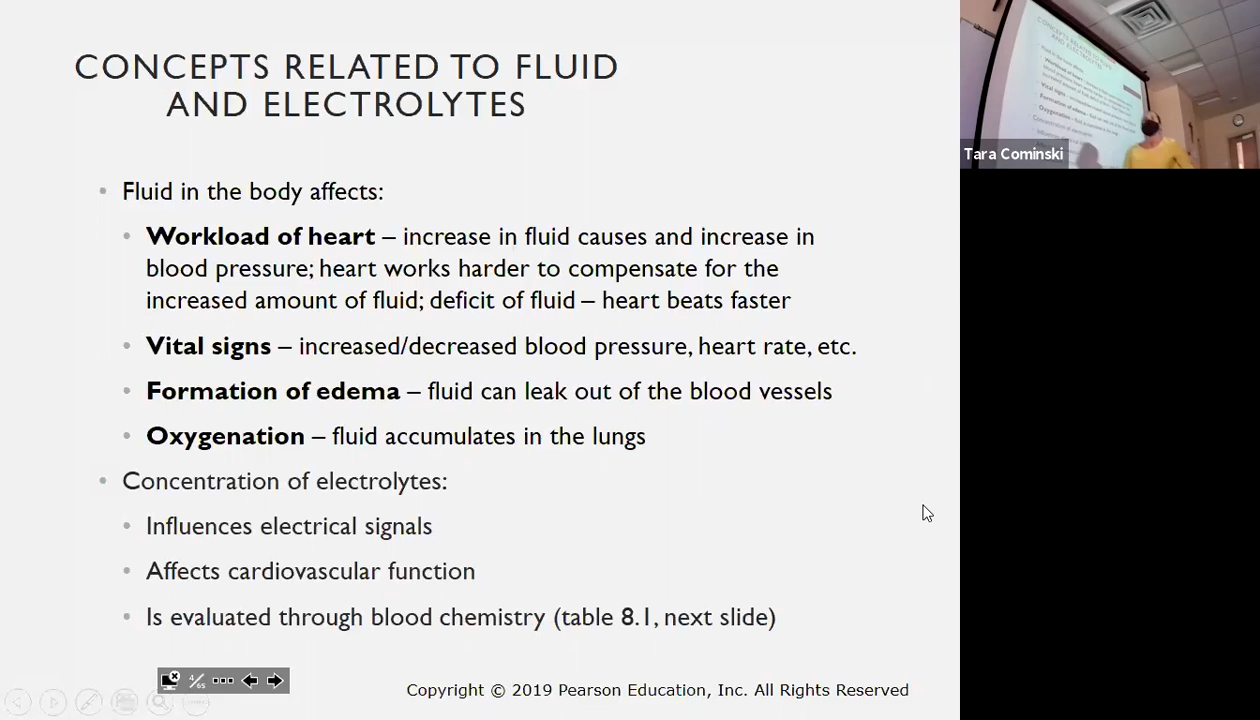 CONCEPTS RELATED TO FLUID
AND ELECTROLYTES
• Fluid in the body affects:
• Workload of heart – increase in fluid causes and increase in
blood pressure; heart works harder to compensate for the
increased amount of fluid; deficit of fluid – heart beats faster
• Vital signs – increased/decreased blood pressure, heart rate, etc.
• Formation of edema – fluid can leak out of the blood vessels
• Oxygenation – fluid accumulates in the lungs
• Concentration of electrolytes:
• Influences electrical signals
• Affects cardiovascular function
• Is evaluated through blood chemistry (table 8.1, next slide)
4/65
Copyright © 2019 Pearson Education, Inc. All Rights Reserved
Tara Cominski